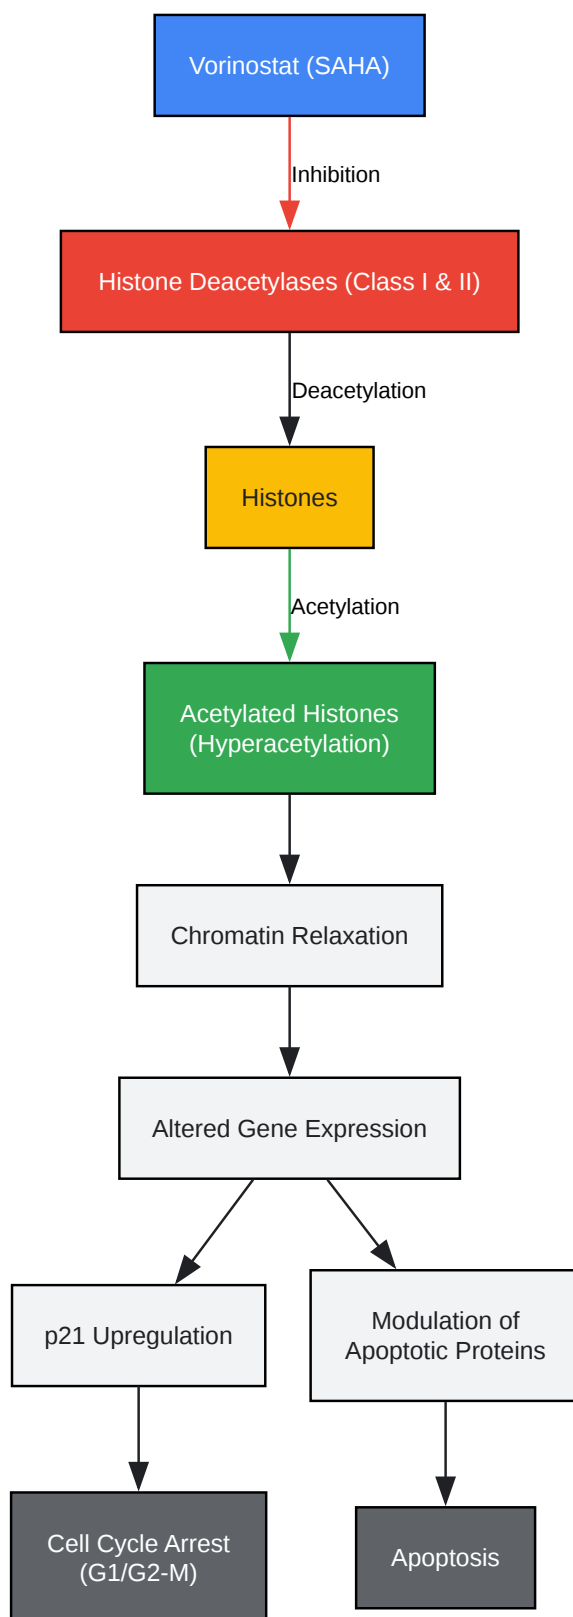 Vorinostat (SAHA)
Inhibition
Histone Deacetylases (Class I & II)
Deacetylation
Histones
Acetylation
Acetylated Histones
(Hyperacetylation)
Chromatin Relaxation
Altered Gene Expression
p21 Upregulation
Modulation of
Apoptotic Proteins
Cell Cycle Arrest
(G1/G2-M)
Apoptosis